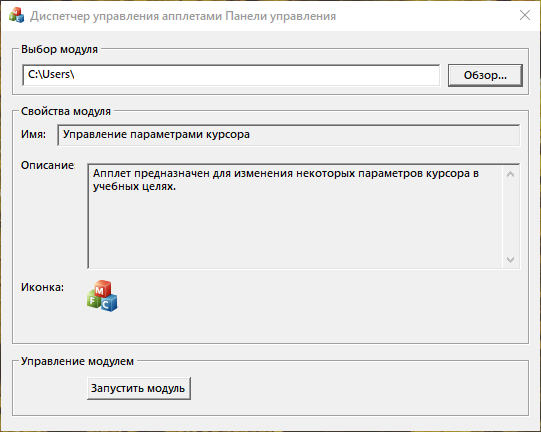 Диспетчер управления апплетами Панели управления
Выбор модуля
C:\Users\
Обзор...
Свойства модуля
Имя: Управление параметрами курсора
Описание: Апплет предназначен для изменения некоторых параметров курсора в
учебных целях.
Иконка:
M
F C
Управление модулем
Запустить модуль